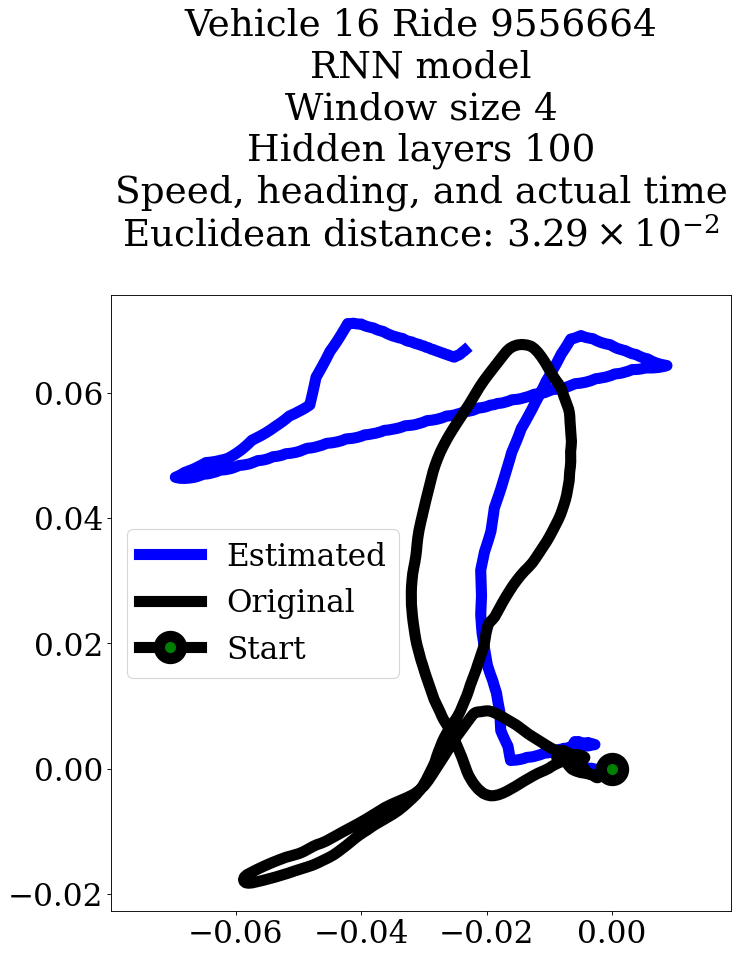 Vehicle 16 Ride 9556664
RNN model
Window size 4
Hidden layers 100
Speed, heading, and actual time
Euclidean distance: 3.29 × 10⁻²
0.06
0.04
0.02
0.00
−0.02
Estimated
Original
Start
−0.06 −0.04 −0.02 0.00